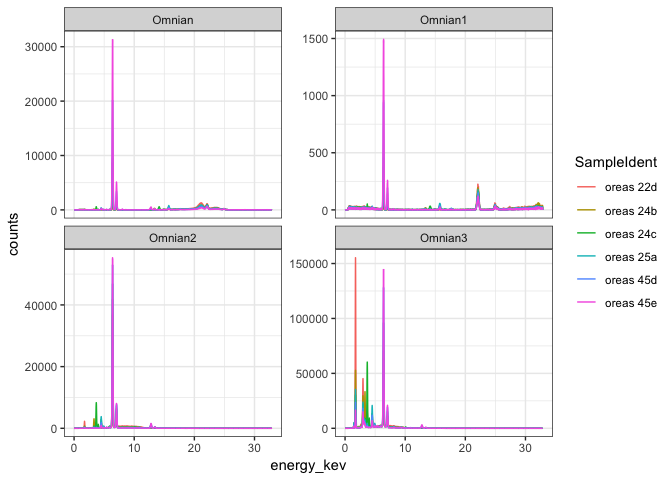 Omnian
Omnian1
30000
20000
10000
0
1500
1000
500
0
Omnian2
Omnian3
40000
20000
0
150000
100000
50000
0
0 10 20 30
0 10 20 30
energy_kev
counts
SampleIdent
oreas 22d
oreas 24b
oreas 24c
oreas 25a
oreas 45d
oreas 45e